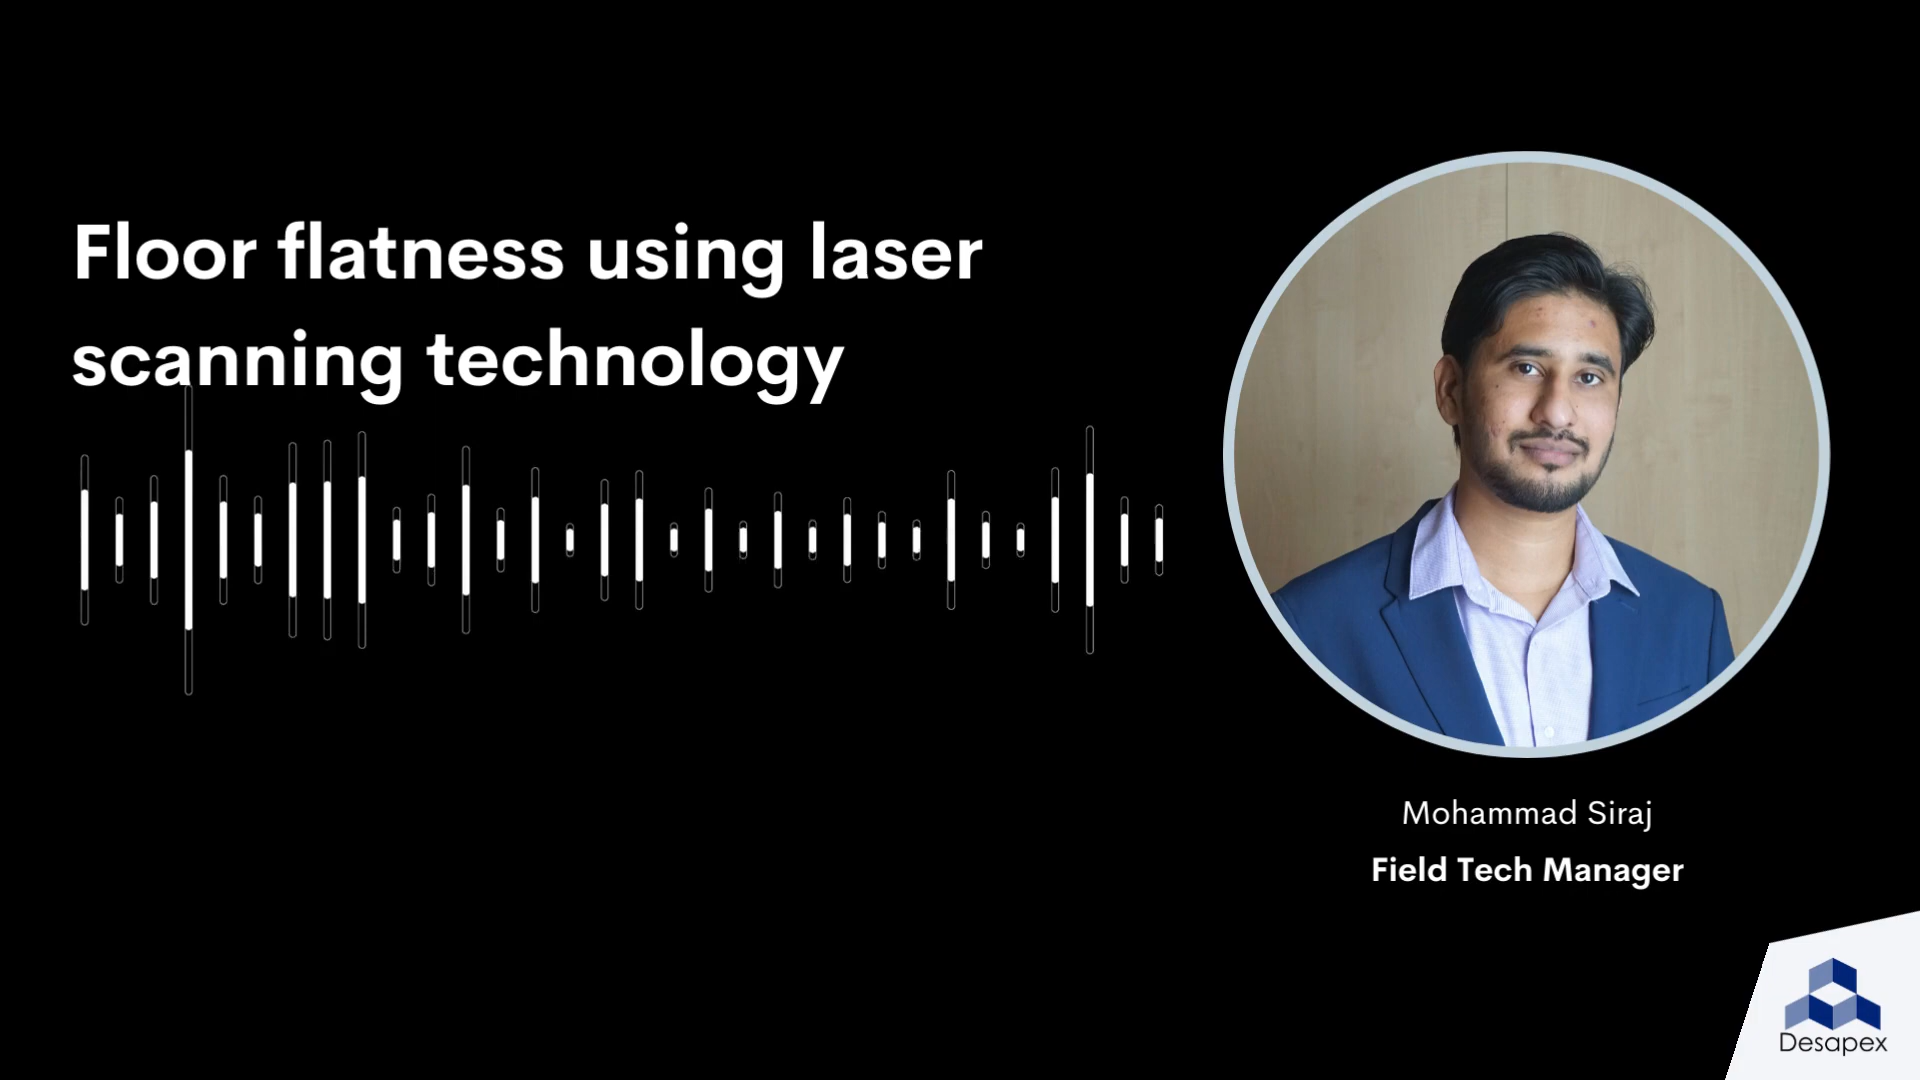 Floor flatness using laser
scanning technology
Mohammad Siraj
Field Tech Manager
Desapex